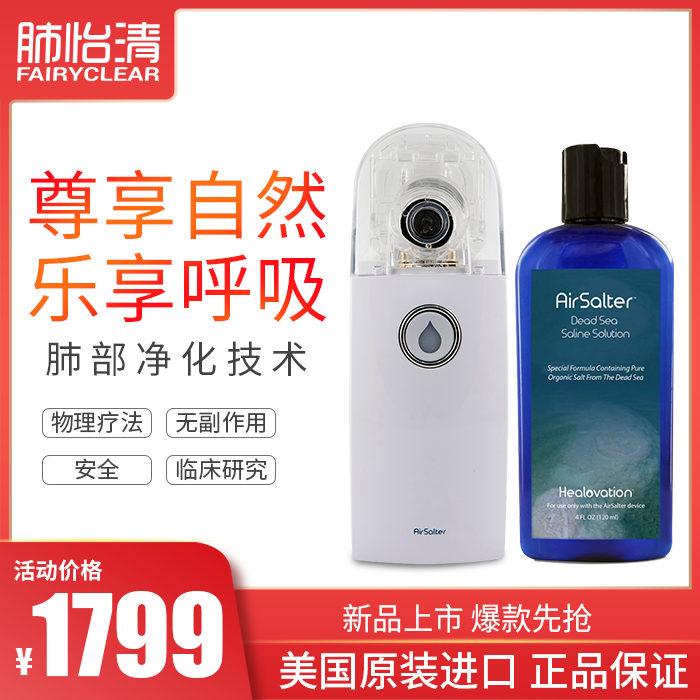 肺怡清
FAIRYCLEAR
尊享自然
乐享呼吸
肺部净化技术
物理疗法
无副作用
安全
临床研究
AirSalter
AirSalter™
Dead Sea
Saline Solution
Special Formula Containing Pure
Organic Salt From The Dead Sea
Healovation
For use only with the AirSalter device
4 FL OZ (120 ml)
活动价格
¥1799
新品上市 爆款先抢
美国原装进口 正品保证